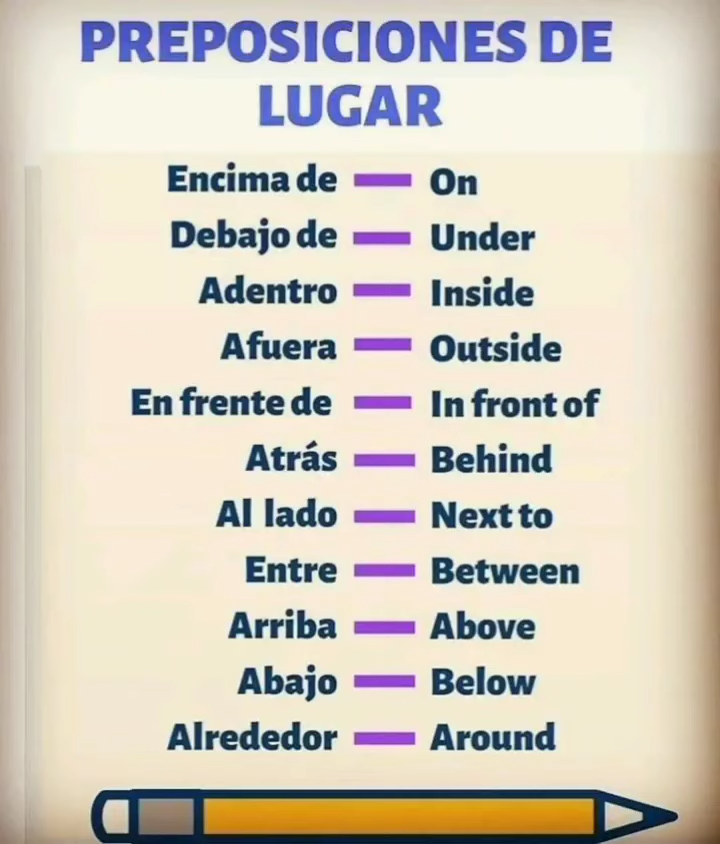 PREPOSICIONES DE
LUGAR
Encima de — On
Debajo de — Under
Adentro — Inside
Afuera — Outside
En frente de — In front of
Atrás — Behind
Al lado — Next to
Entre — Between
Arriba — Above
Abajo — Below
Alrededor — Around